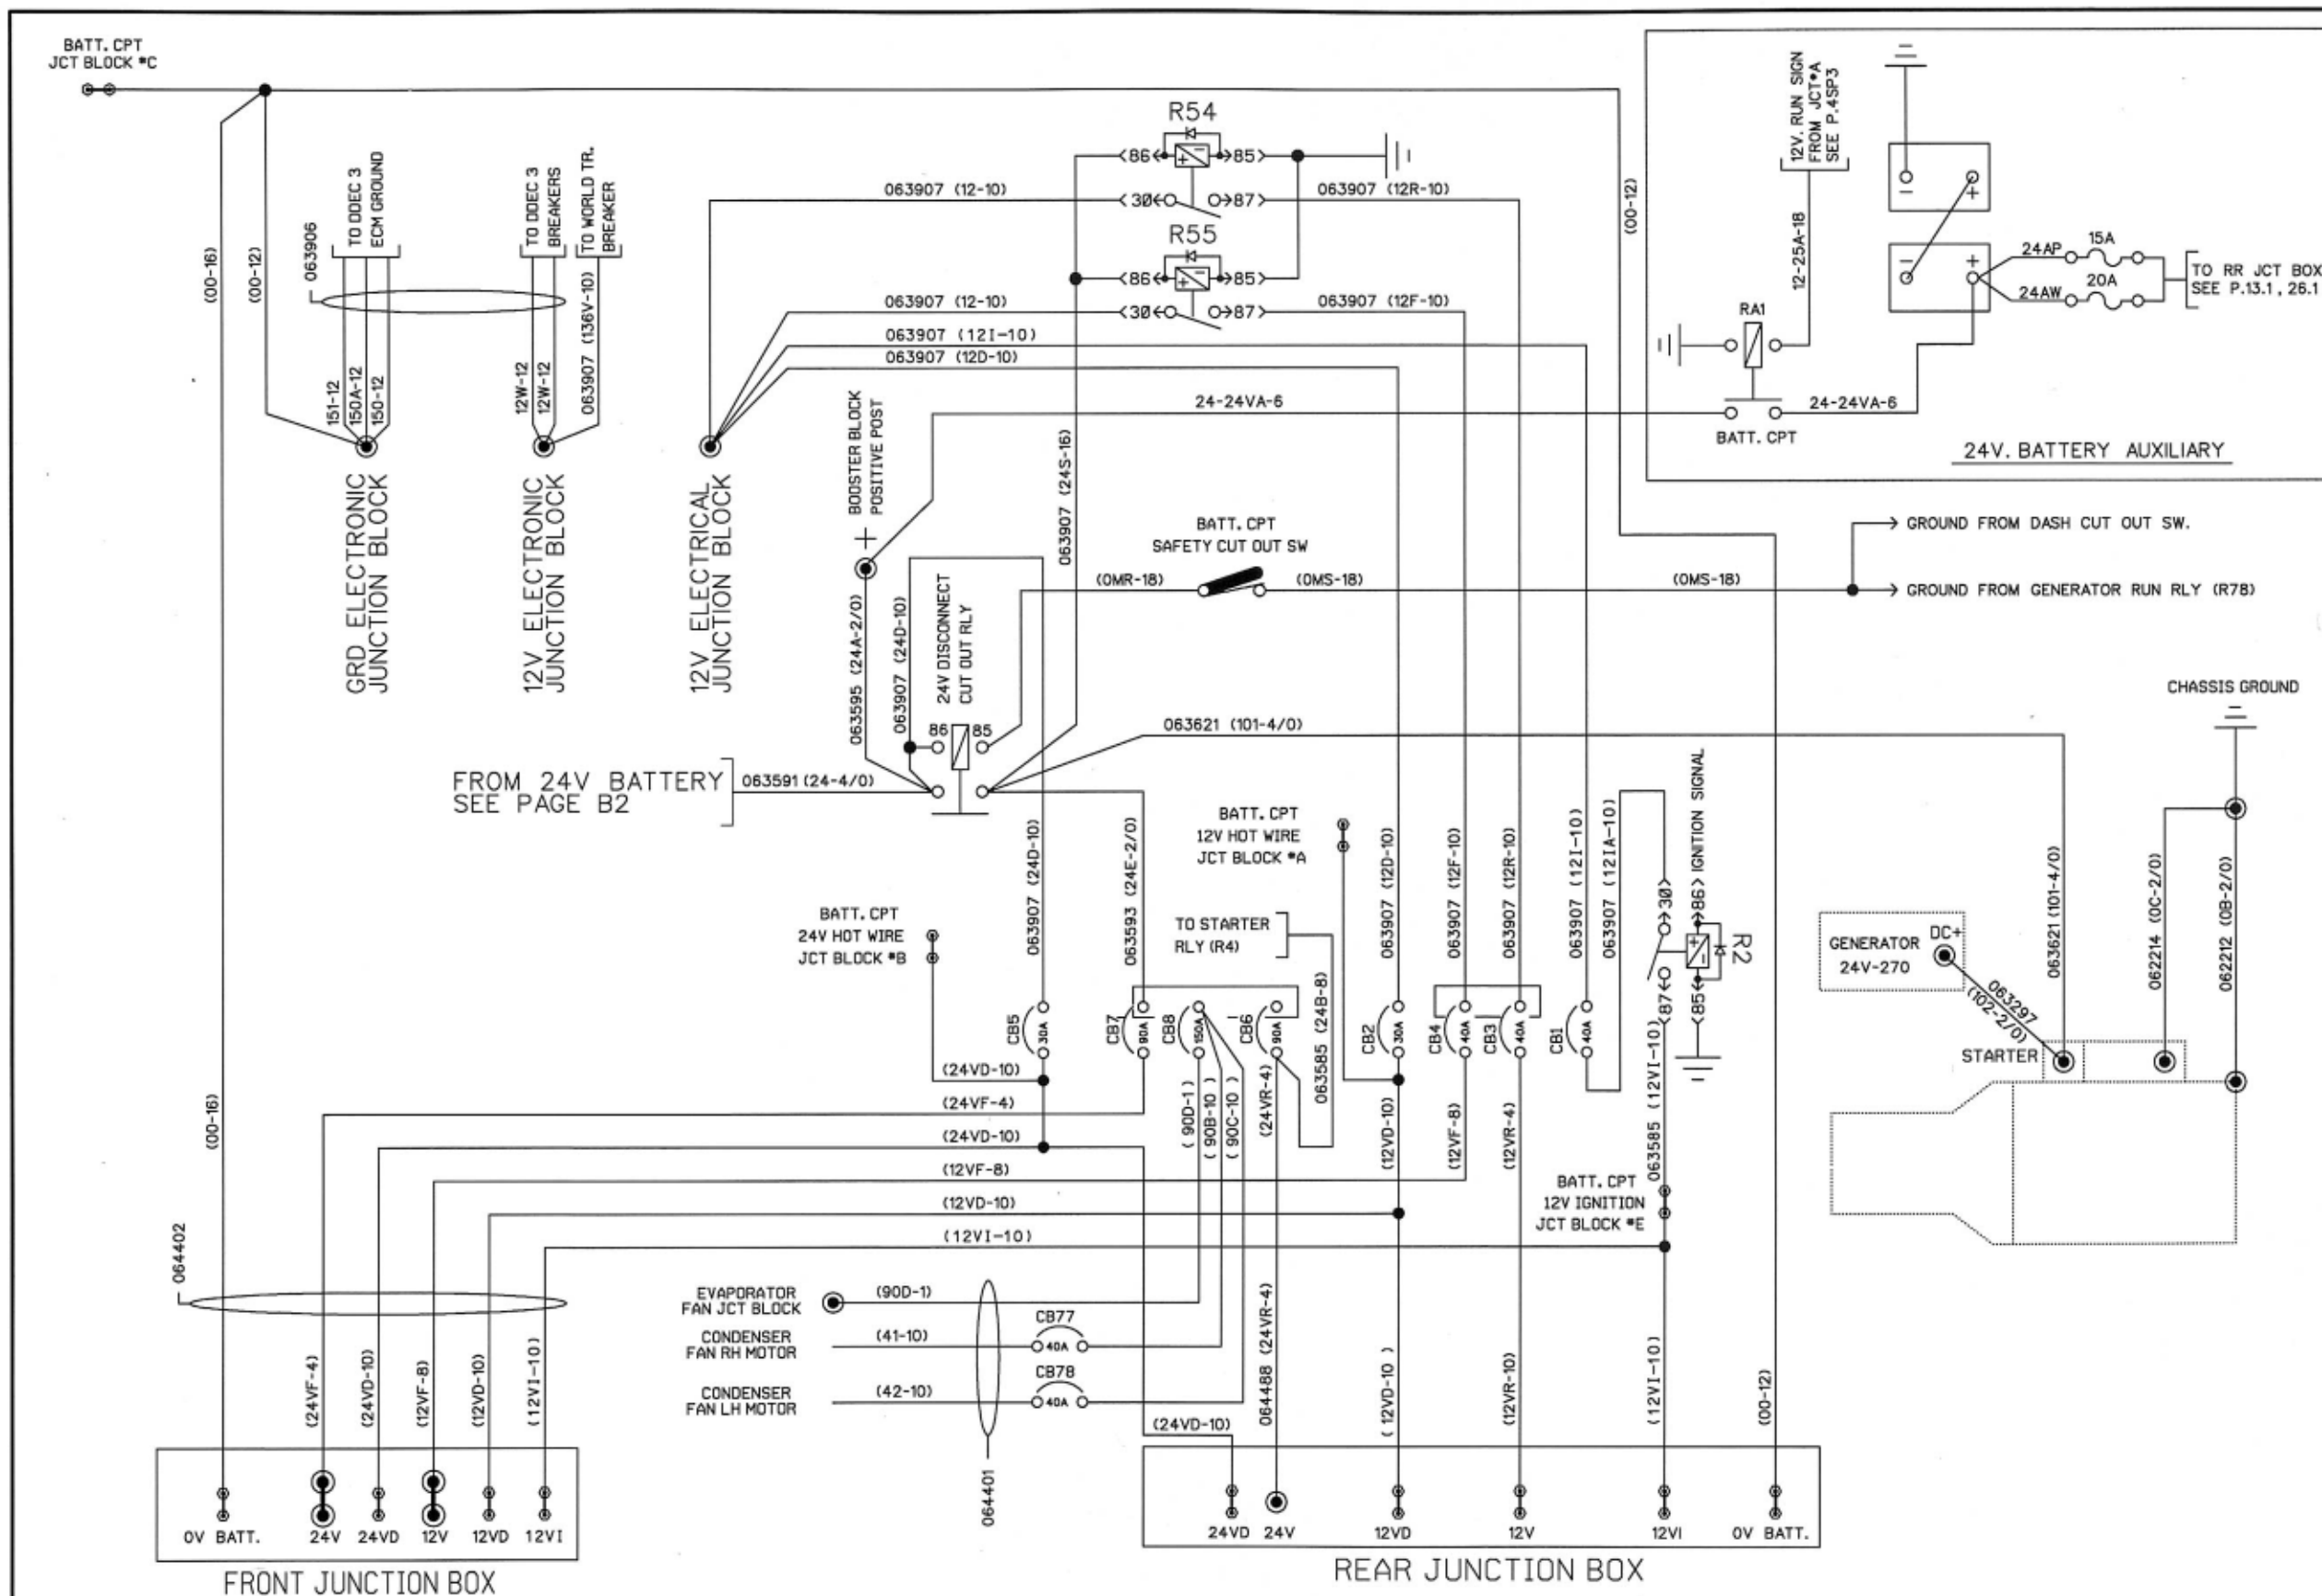 BATT. CPT
JCT BLOCK *C
(00-16)
(00-12)
063906
TO DDEC 3
ECM GROUND
TO DDEC 3
BREAKERS
TO WORLD TR.
BREAKER
151-12
150A-12
150-12
12W-12
12W-12
063907 (136V-10)
GRD ELECTRONIC
JUNCTION BLOCK
12V ELECTRONIC
JUNCTION BLOCK
12V ELECTRICAL
JUNCTION BLOCK
R54
86
85
063907 (12-10)
30
87
063907 (12R-10)
R55
86
85
063907 (12-10)
30
87
063907 (12F-10)
063907 (12I-10)
063907 (12D-10)
(00-12)
12V. RUN SIGN
FROM JCT*A
SEE P.4SP3
12-25A-18
RA1
BATT. CPT
24-24VA-6
24-24VA-6
-
+
-
+
24AP
15A
24AW
20A
TO RR JCT BOX
SEE P.13.1, 26.1
24V. BATTERY AUXILIARY
BOOSTER BLOCK
POSITIVE POST
+
063907 (24S-16)
063595 (24A-2/0)
063907 (24D-10)
24V DISCONNECT
CUT OUT RLY
86
85
BATT. CPT
SAFETY CUT OUT SW
(0MR-18)
(0MS-18)
(0MS-18)
GROUND FROM DASH CUT OUT SW.
GROUND FROM GENERATOR RUN RLY (R78)
FROM 24V BATTERY
SEE PAGE B2
063591 (24-4/0)
063621 (101-4/0)
CHASSIS GROUND
BATT. CPT
24V HOT WIRE
JCT BLOCK *B
063907 (24D-10)
063593 (24E-2/0)
BATT. CPT
12V HOT WIRE
JCT BLOCK *A
TO STARTER
RLY (R4)
063585 (24B-8)
063907 (12D-10)
063907 (12F-10)
063907 (12R-10)
063907 (12I-10)
063907 (12IA-10)
30
86
IGNITION SIGNAL
R2
87
85
CB5
30A
CB7
90A
CB8
150A
CB6
90A
CB2
30A
CB4
40A
CB3
40A
CB1
40A
GENERATOR
24V-270
DC+
063297
(102-2/0)
STARTER
063621 (101-4/0)
062214 (0C-2/0)
062212 (0B-2/0)
(24VD-10)
(24VF-4)
(24VD-10)
(12VF-8)
(12VD-10)
(12VI-10)
(90D-1)
(90B-10)
(90C-10)
(24VR-4)
(12VD-10)
(12VF-8)
(12VR-4)
063585 (12VI-10)
BATT. CPT
12V IGNITION
JCT BLOCK *E
(00-16)
064402
EVAPORATOR
FAN JCT BLOCK
(90D-1)
CONDENSER
FAN RH MOTOR
(41-10)
CB77
40A
CONDENSER
FAN LH MOTOR
(42-10)
CB78
40A
064401
064488 (24VR-4)
(24VD-10)
(12VD-10)
(12VR-10)
(12VI-10)
(00-12)
(24VF-4)
(24VD-10)
(12VF-8)
(12VD-10)
(12VI-10)
0V BATT.
24V
24VD
12V
12VD
12VI
FRONT JUNCTION BOX
24VD
24V
12VD
12V
12VI
0V BATT.
REAR JUNCTION BOX